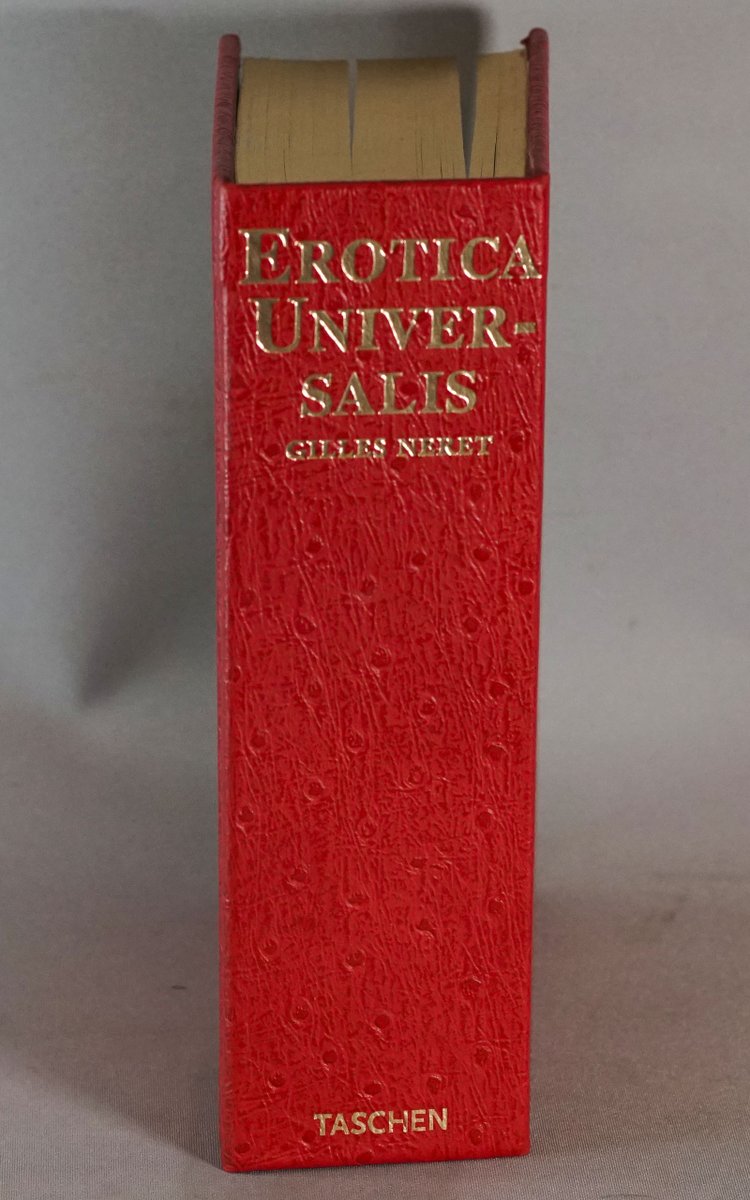 EROTICA
UNIVER-
SALIS
GILLES NERET
TASCHEN